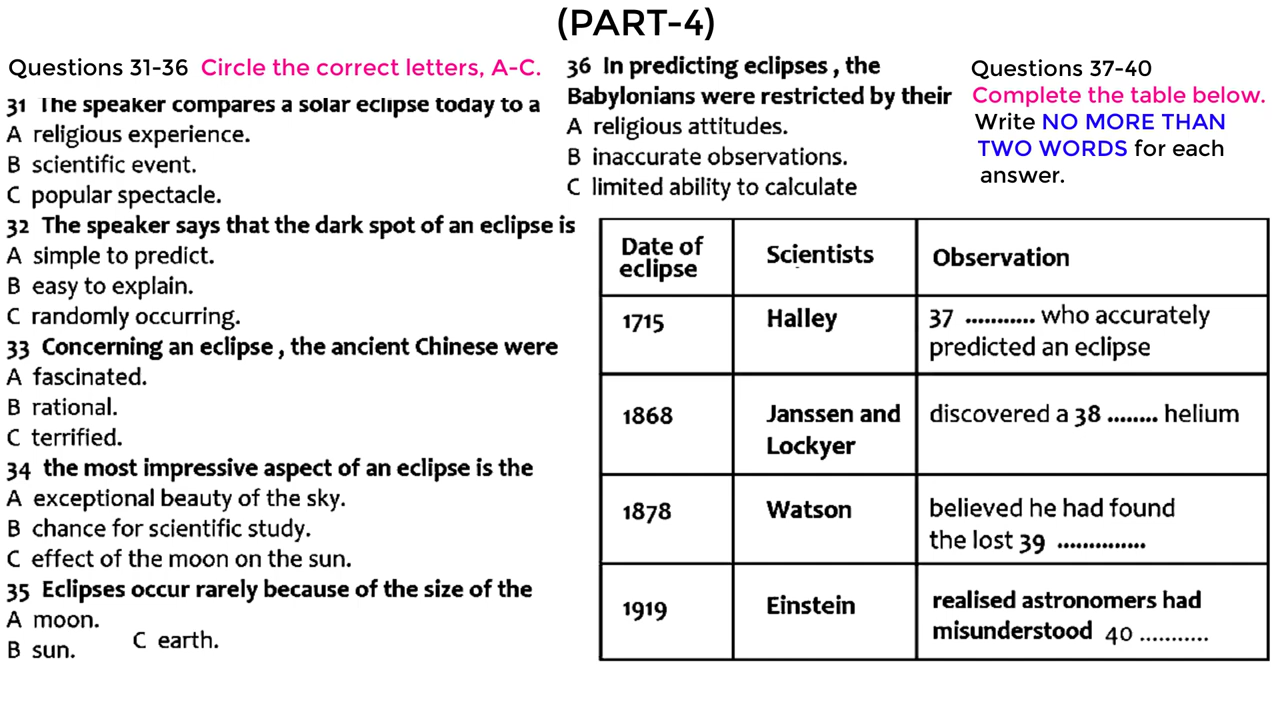 (PART-4)
Questions 31-36 Circle the correct letters, A-C.
31 The speaker compares a solar eclipse today to a
A religious experience.
B scientific event.
C popular spectacle.
32 The speaker says that the dark spot of an eclipse is
A simple to predict.
B easy to explain.
C randomly occurring.
33 Concerning an eclipse , the ancient Chinese were
A fascinated.
B rational.
C terrified.
34 the most impressive aspect of an eclipse is the
A exceptional beauty of the sky.
B chance for scientific study.
C effect of the moon on the sun.
35 Eclipses occur rarely because of the size of the
A moon.
B sun.
C earth.
36 In predicting eclipses , the
Babylonians were restricted by their
A religious attitudes.
B inaccurate observations.
C limited ability to calculate
Questions 37-40
Complete the table below.
Write NO MORE THAN
TWO WORDS for each
answer.
Date of
eclipse
Scientists
Observation
1715
Halley
37 ........... who accurately
predicted an eclipse
1868
Janssen and
Lockyer
discovered a 38 ........ helium
1878
Watson
believed he had found
the lost 39 ..............
1919
Einstein
realised astronomers had
misunderstood 40 ...........